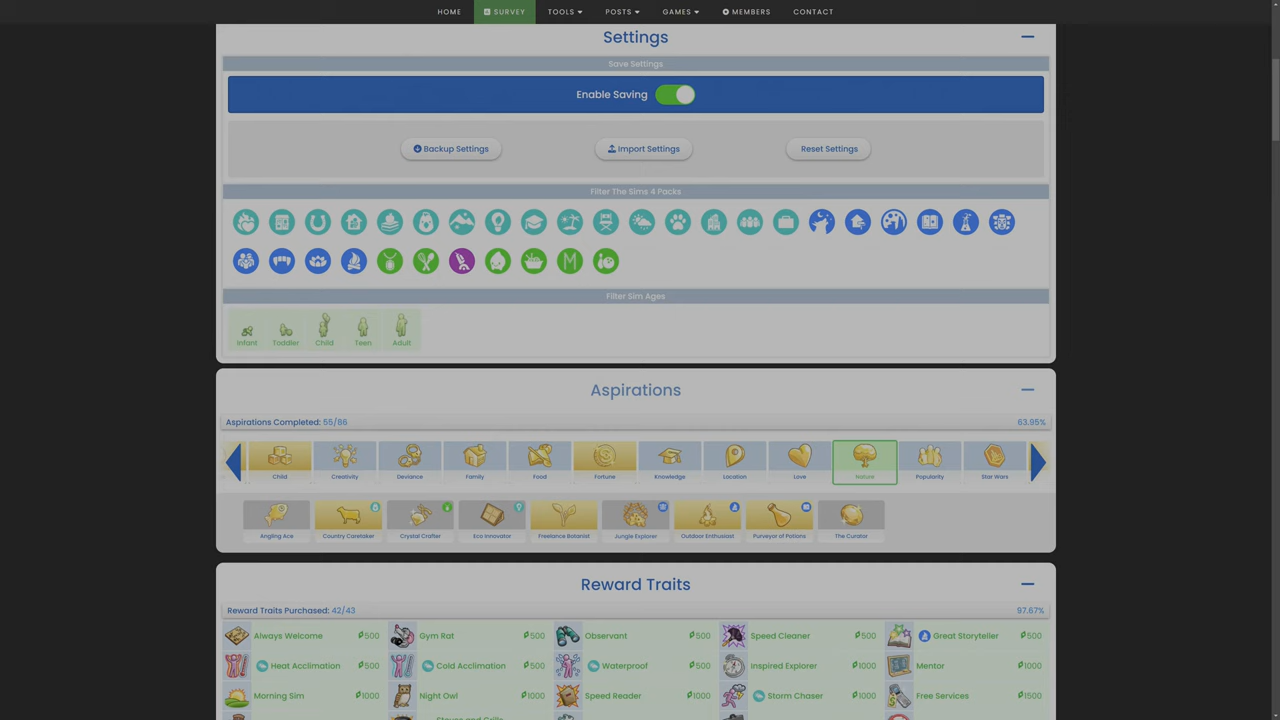 HOME SURVEY TOOLS POSTS GAMES MEMBERS CONTACT
Settings
Save Settings
Enable Saving
Backup Settings Import Settings Reset Settings
Filter The Sims 4 Packs
Filter Sim Ages
Infant Toddler Child Teen Adult
Aspirations
Aspirations Completed: 55/86 63.95%
Child Creativity Deviance Family Food Fortune Knowledge Location Love Nature Popularity Star Wars
Angling Ace Country Caretaker Crystal Crafter Eco Innovator Freelance Botanist Jungle Explorer Outdoor Enthusiast Purveyor of Potions The Curator
Reward Traits
Reward Traits Purchased: 42/43 97.67%
Always Welcome 500 Gym Rat 500 Observant 500 Speed Cleaner 500 Great Storyteller 500
Heat Acclimation 500 Cold Acclimation 500 Waterproof 500 Inspired Explorer 1000 Mentor 1000
Morning Sim 1000 Night Owl 1000 Speed Reader 1000 Storm Chaser 1000 Free Services 1500